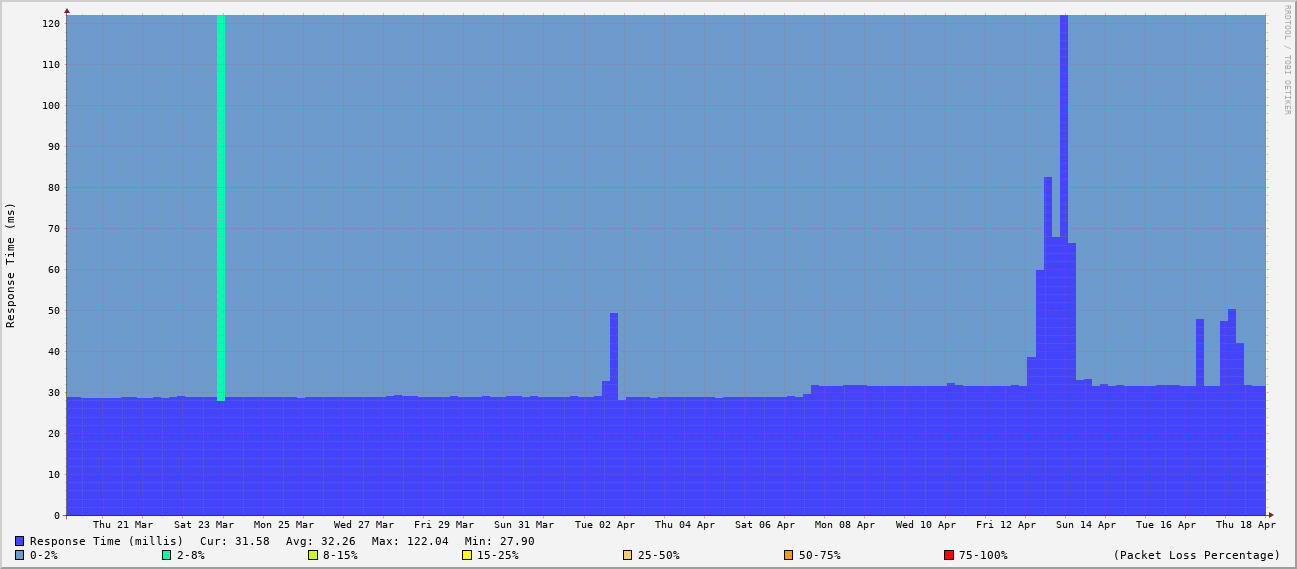 RRDTOOL / TOBI OETIKER
Response Time (ms)
120
110
100
90
80
70
60
50
40
30
20
10
0
Thu 21 Mar Sat 23 Mar Mon 25 Mar Wed 27 Mar Fri 29 Mar Sun 31 Mar Tue 02 Apr Thu 04 Apr Sat 06 Apr Mon 08 Apr Wed 10 Apr Fri 12 Apr Sun 14 Apr Tue 16 Apr Thu 18 Apr
Response Time (millis) Cur: 31.58 Avg: 32.26 Max: 122.04 Min: 27.90
0-2% 2-8% 8-15% 15-25% 25-50% 50-75% 75-100% (Packet Loss Percentage)